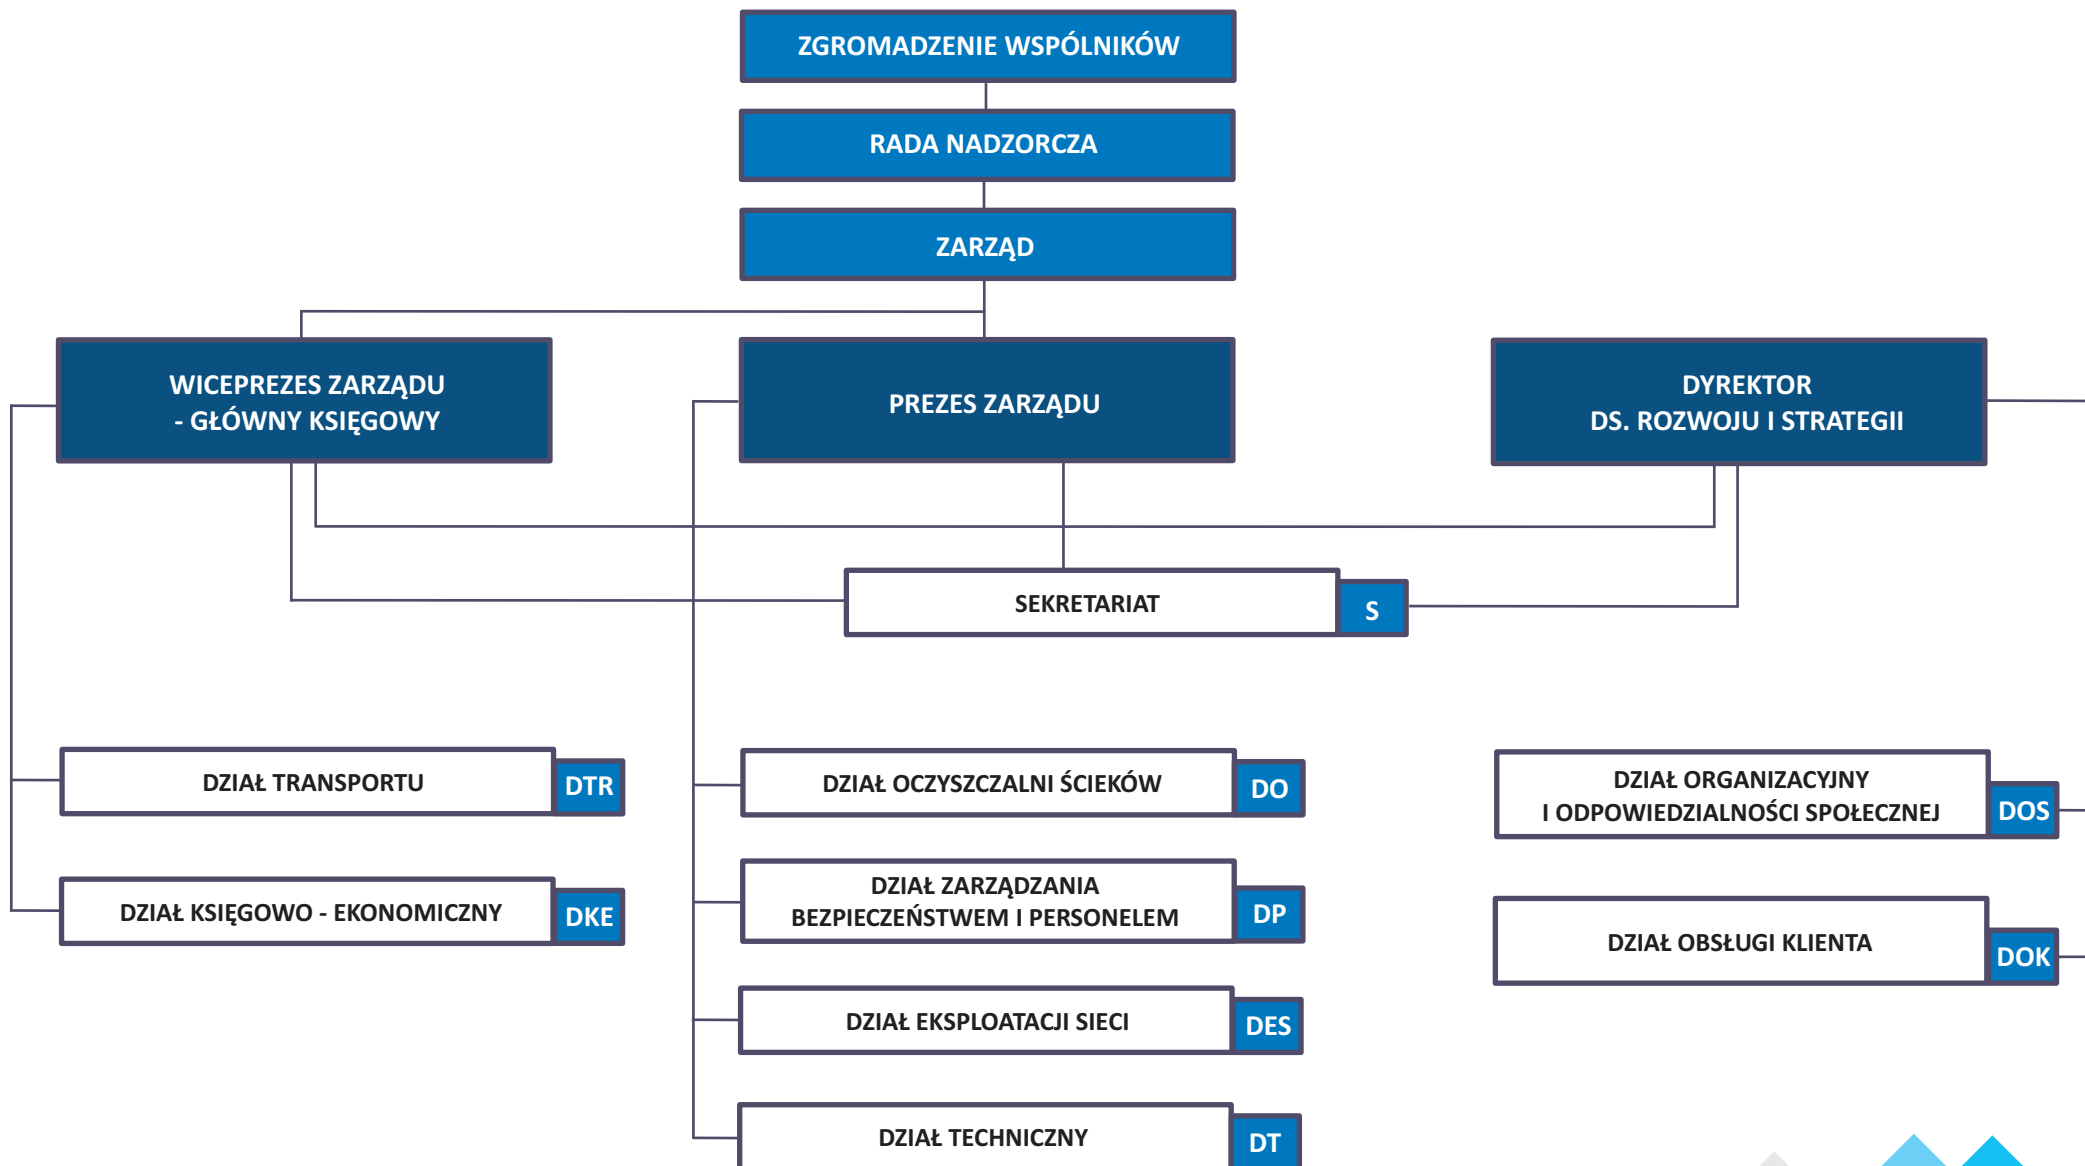 ZGROMADZENIE WSPÓLNIKÓW
RADA NADZORCZA
ZARZĄD
WICEPREZES ZARZĄDU
- GŁÓWNY KSIĘGOWY
PREZES ZARZĄDU
DYREKTOR
DS. ROZWOJU I STRATEGII
SEKRETARIAT
S
DZIAŁ TRANSPORTU
DTR
DZIAŁ KSIĘGOWO - EKONOMICZNY
DKE
DZIAŁ OCZYSZCZALNI ŚCIEKÓW
DO
DZIAŁ ZARZĄDZANIA
BEZPIECZEŃSTWEM I PERSONELEM
DP
DZIAŁ EKSPLOATACJI SIECI
DES
DZIAŁ TECHNICZNY
DT
DZIAŁ ORGANIZACYJNY
I ODPOWIEDZIALNOŚCI SPOŁECZNEJ
DOS
DZIAŁ OBSŁUGI KLIENTA
DOK